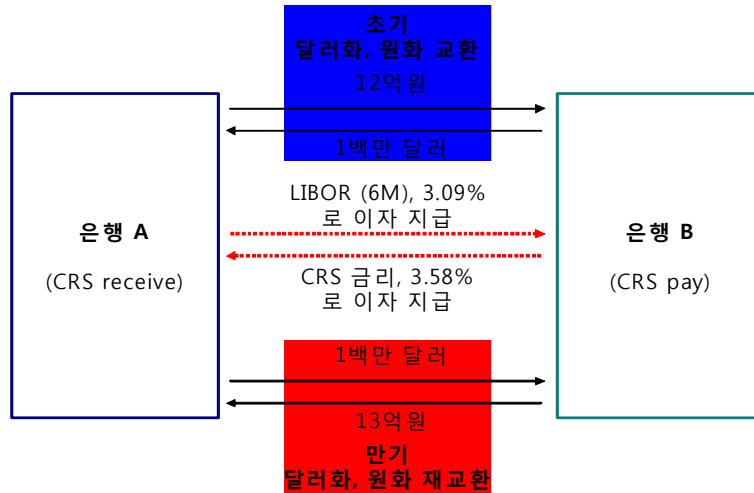 초기
달러화, 원화 교환
12억원
1백만 달러
LIBOR (6M), 3.09%
로 이자 지급
은행 A
(CRS receive)
은행 B
(CRS pay)
CRS 금리, 3.58%
로 이자 지급
1백만 달러
13억원
만기
달러화, 원화 재교환